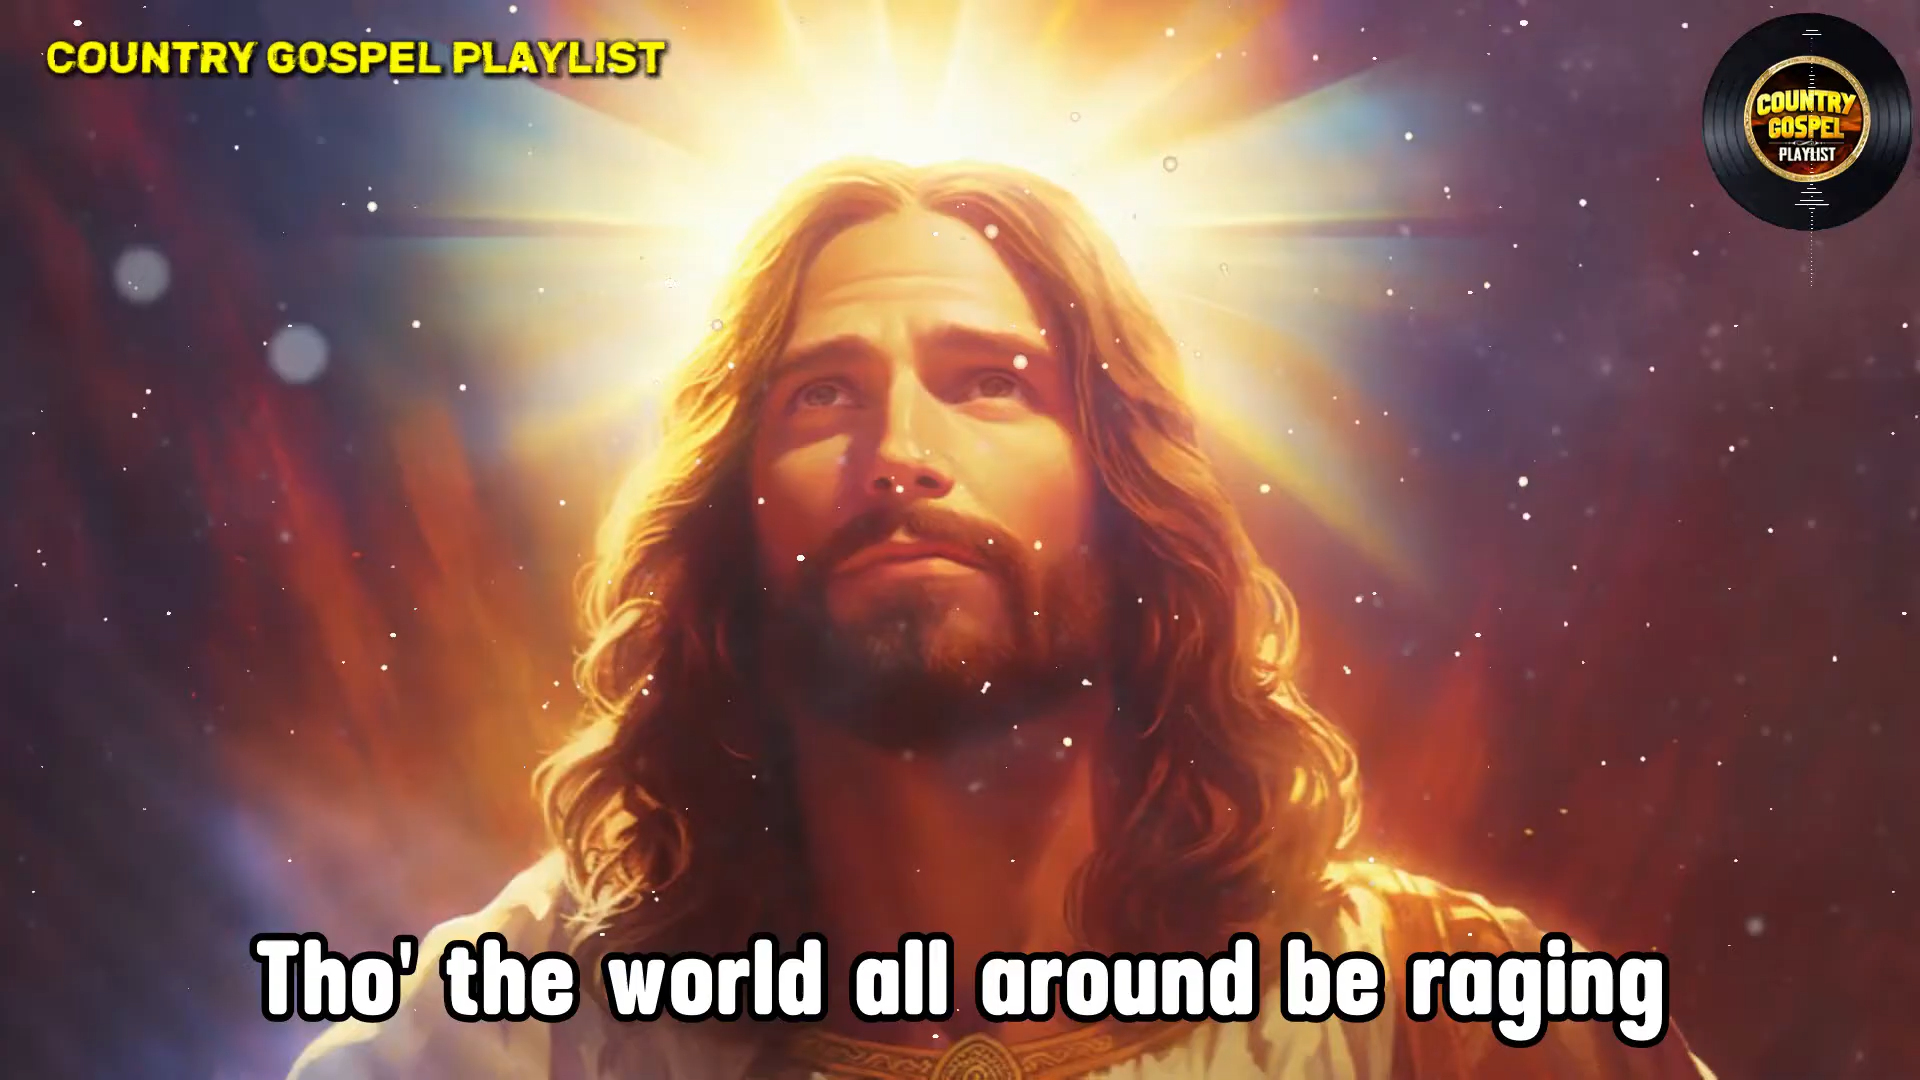 COUNTRY GOSPEL PLAYLIST
COUNTRY
GOSPEL
PLAYLIST
Tho' the world all around be raging